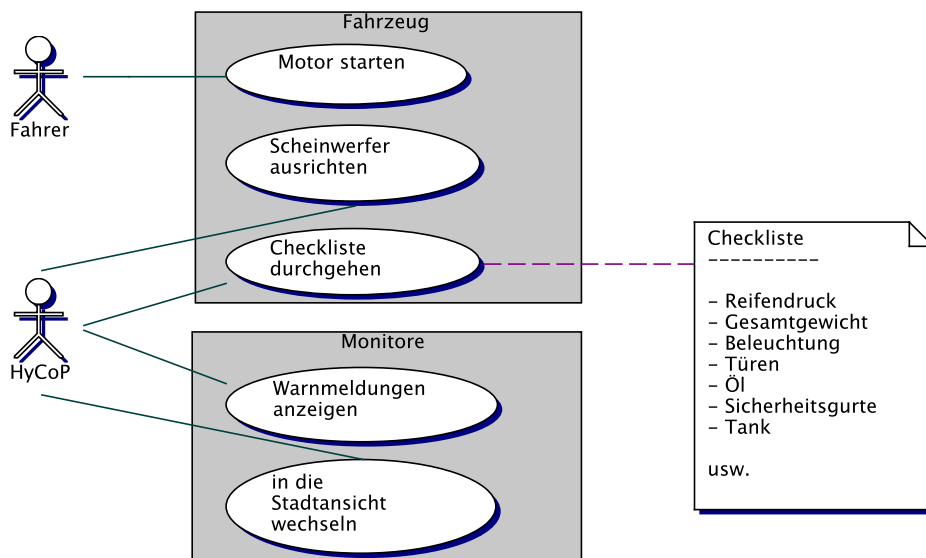 Fahrzeug
Motor starten
Fahrer
Scheinwerfer
ausrichten
Checkliste
durchgehen
HyCoP
Monitore
Warnmeldungen
anzeigen
in die
Stadtansicht
wechseln
Checkliste
----------
- Reifendruck
- Gesamtgewicht
- Beleuchtung
- Türen
- Öl
- Sicherheitsgurte
- Tank
usw.